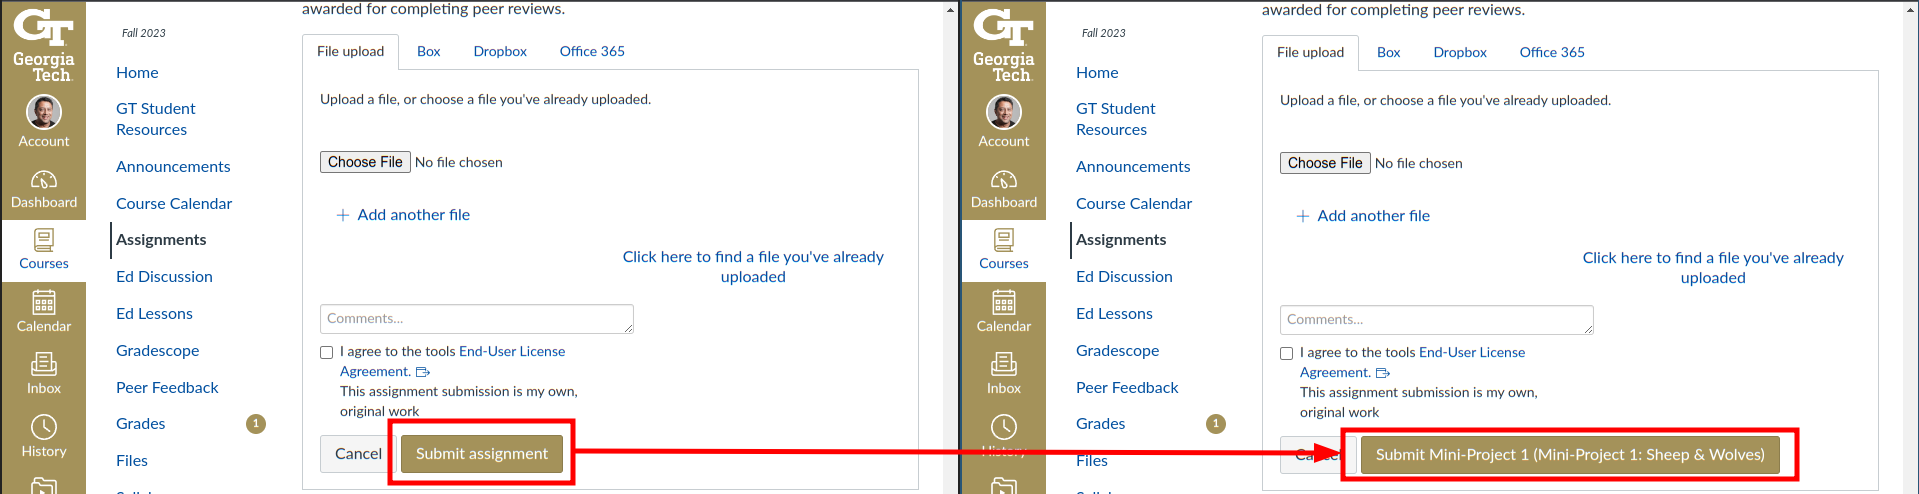 awarded for completing peer reviews.
Fall 2023
Georgia
Tech
Account
Dashboard
Courses
Calendar
Inbox
History
Home
GT Student
Resources
Announcements
Course Calendar
Assignments
Ed Discussion
Ed Lessons
Gradescope
Peer Feedback
Grades 1
Files
File upload Box Dropbox Office 365
Upload a file, or choose a file you've already uploaded.
Choose File No file chosen
+ Add another file
Click here to find a file you've already
uploaded
Comments...
I agree to the tools End-User License
Agreement.
This assignment submission is my own,
original work
Cancel Submit assignment
awarded for completing peer reviews.
Fall 2023
Georgia
Tech
Account
Dashboard
Courses
Calendar
Inbox
History
Home
GT Student
Resources
Announcements
Course Calendar
Assignments
Ed Discussion
Ed Lessons
Gradescope
Peer Feedback
Grades 1
Files
File upload Box Dropbox Office 365
Upload a file, or choose a file you've already uploaded.
Choose File No file chosen
+ Add another file
Click here to find a file you've already
uploaded
Comments...
I agree to the tools End-User License
Agreement.
This assignment submission is my own,
original work
Cancel Submit Mini-Project 1 (Mini-Project 1: Sheep & Wolves)